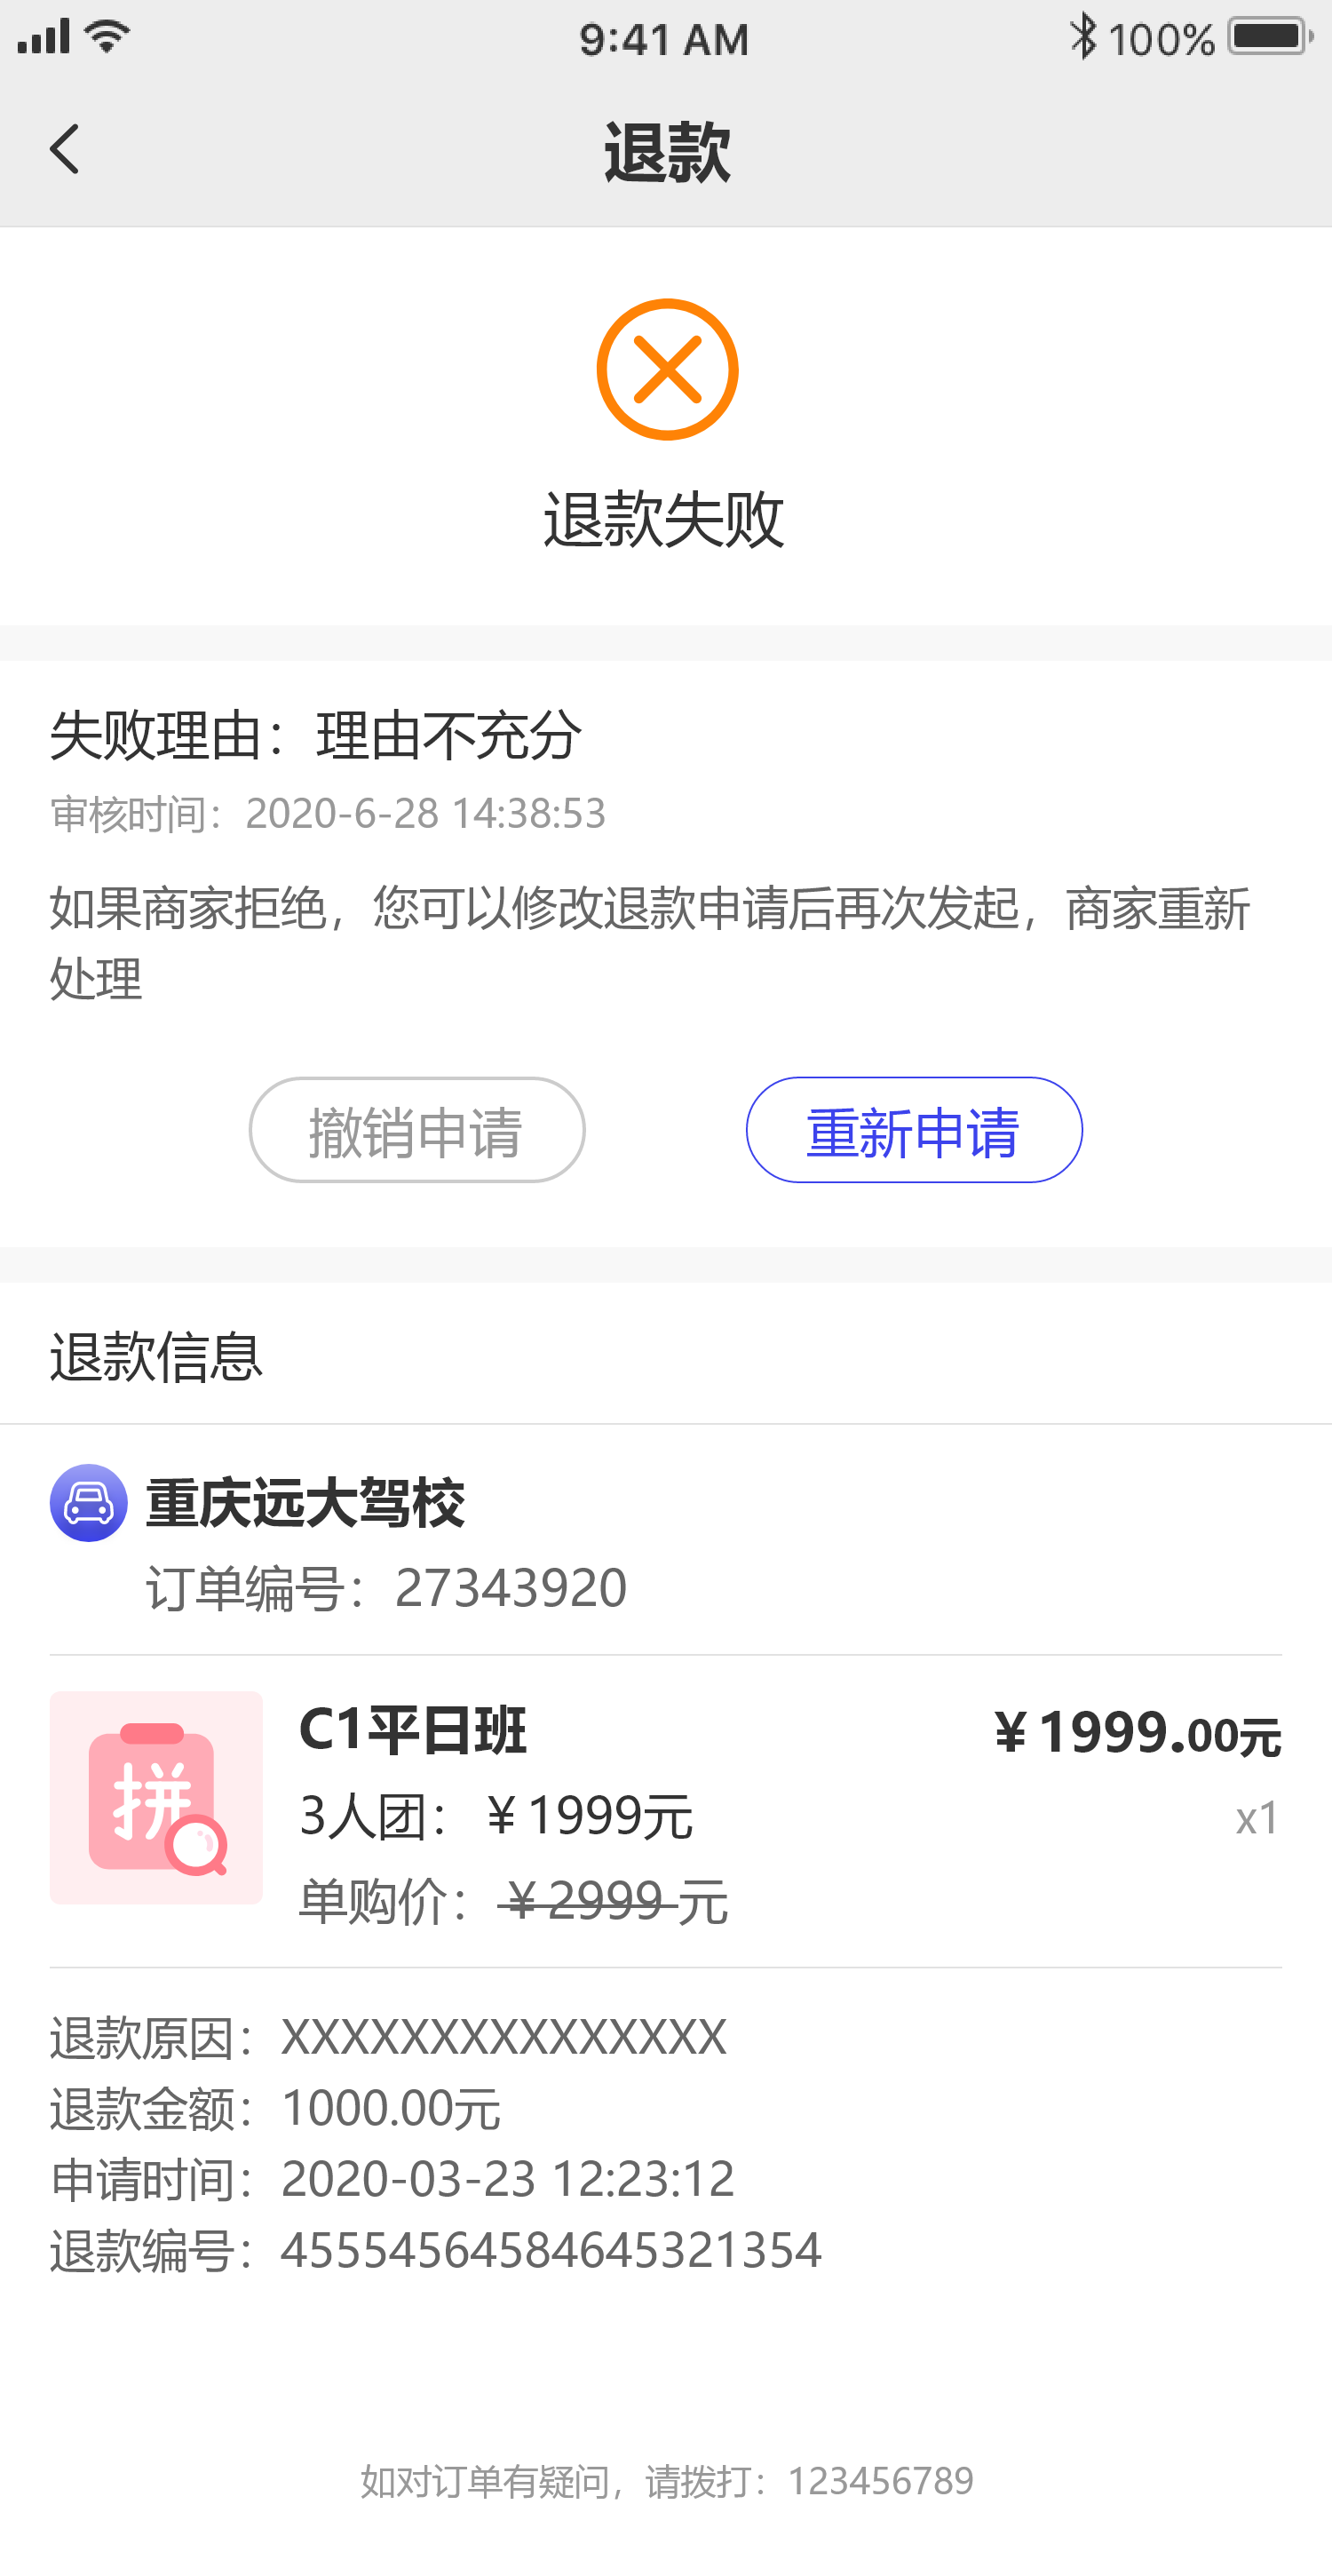 9:41 AM 100%
退款
退款失败
失败理由：理由不充分
审核时间：2020-6-28 14:38:53
如果商家拒绝，您可以修改退款申请后再次发起，商家重新
处理
撤销申请 重新申请
退款信息
重庆远大驾校
订单编号：27343920
拼
C1平日班 ￥1999.00元
3人团：￥1999元 x1
单购价：￥2999 元
退款原因：XXXXXXXXXXXXXXX
退款金额：1000.00元
申请时间：2020-03-23 12:23:12
退款编号：45554564584645321354
如对订单有疑问，请拨打：123456789